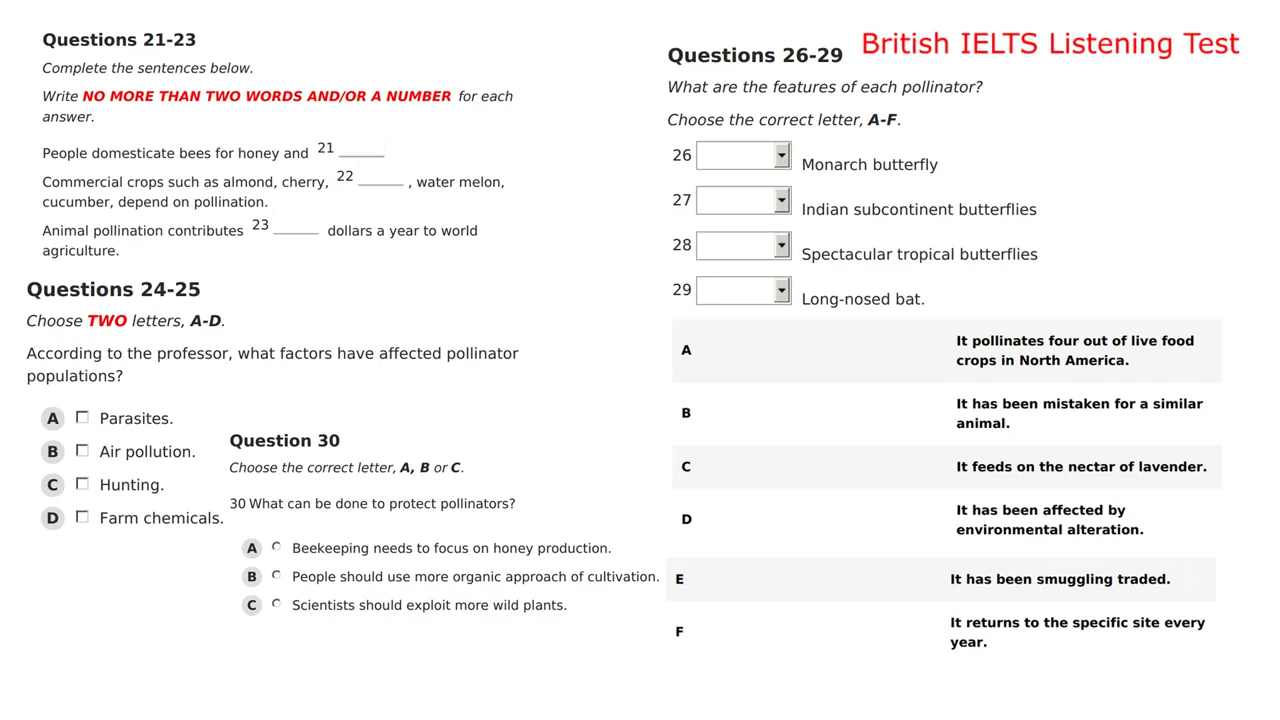 Questions 21-23
Complete the sentences below.
Write NO MORE THAN TWO WORDS AND/OR A NUMBER for each
answer.
People domesticate bees for honey and 21 ______
Commercial crops such as almond, cherry, 22 ______ , water melon,
cucumber, depend on pollination.
Animal pollination contributes 23 ______ dollars a year to world
agriculture.
Questions 24-25
Choose TWO letters, A-D.
According to the professor, what factors have affected pollinator
populations?
A Parasites.
B Air pollution.
C Hunting.
D Farm chemicals.
Question 30
Choose the correct letter, A, B or C.
30 What can be done to protect pollinators?
A Beekeeping needs to focus on honey production.
B People should use more organic approach of cultivation.
C Scientists should exploit more wild plants.
British IELTS Listening Test
Questions 26-29
What are the features of each pollinator?
Choose the correct letter, A-F.
26 Monarch butterfly
27 Indian subcontinent butterflies
28 Spectacular tropical butterflies
29 Long-nosed bat.
A It pollinates four out of live food
crops in North America.
B It has been mistaken for a similar
animal.
C It feeds on the nectar of lavender.
D It has been affected by
environmental alteration.
E It has been smuggling traded.
F It returns to the specific site every
year.